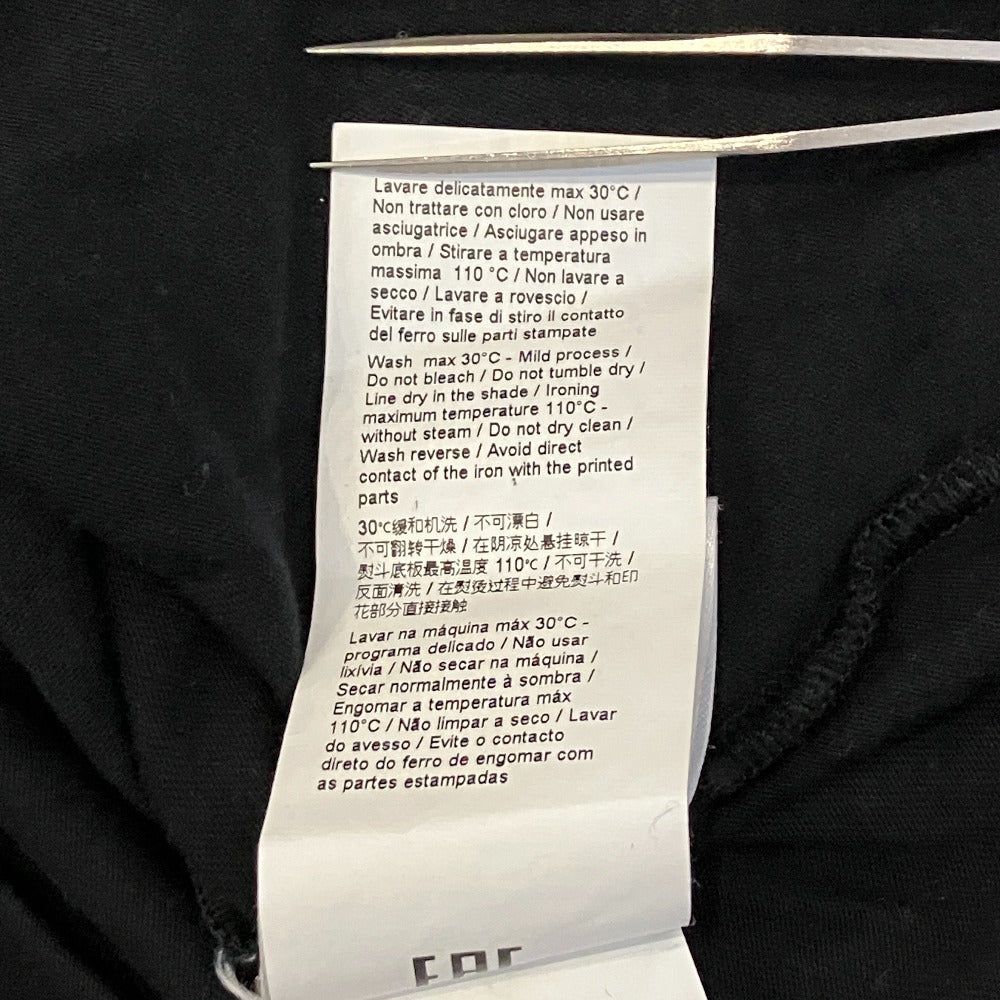 Lavare delicatamente max 30°C /
Non trattare con cloro / Non usare
asciugatrice / Asciugare appeso in
ombra / Stirare a temperatura
massima 110 °C / Non lavare a
secco / Lavare a rovescio /
Evitare in fase di stiro il contatto
del ferro sulle parti stampate
Wash max 30°C - Mild process /
Do not bleach / Do not tumble dry /
Line dry in the shade / Ironing
maximum temperature 110°C -
without steam / Do not dry clean /
Wash reverse / Avoid direct
contact of the iron with the printed
parts
30℃缓和机洗 / 不可漂白 /
不可翻转干燥 / 在阴凉处悬挂晾干 /
熨斗底板最高温度 110℃ / 不可干洗 /
反面清洗 / 在熨後过程中避免熨斗和印
花部分直接接触
Lavar na máquina máx 30°C -
programa delicado / Não usar
lixívia / Não secar na máquina /
Secar normalmente à sombra /
Engomar a temperatura máx
110°C / Não limpar a seco / Lavar
do avesso / Evite o contacto
direto do ferro de engomar com
as partes estampadas